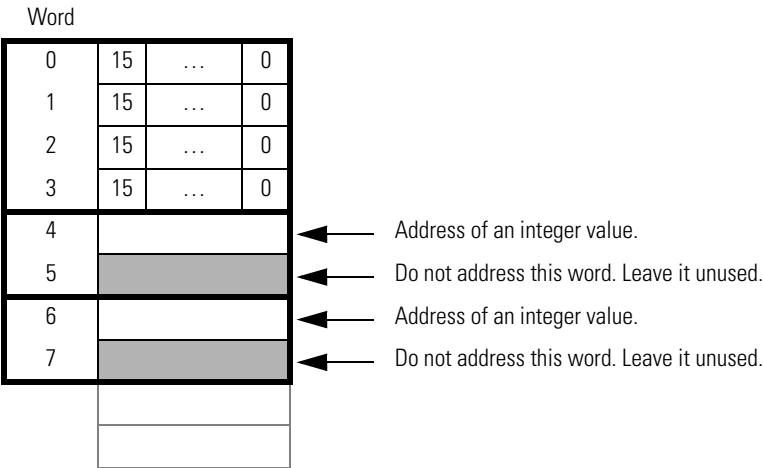 Word
0 15 ... 0
1 15 ... 0
2 15 ... 0
3 15 ... 0
4 Address of an integer value.
5 Do not address this word. Leave it unused.
6 Address of an integer value.
7 Do not address this word. Leave it unused.